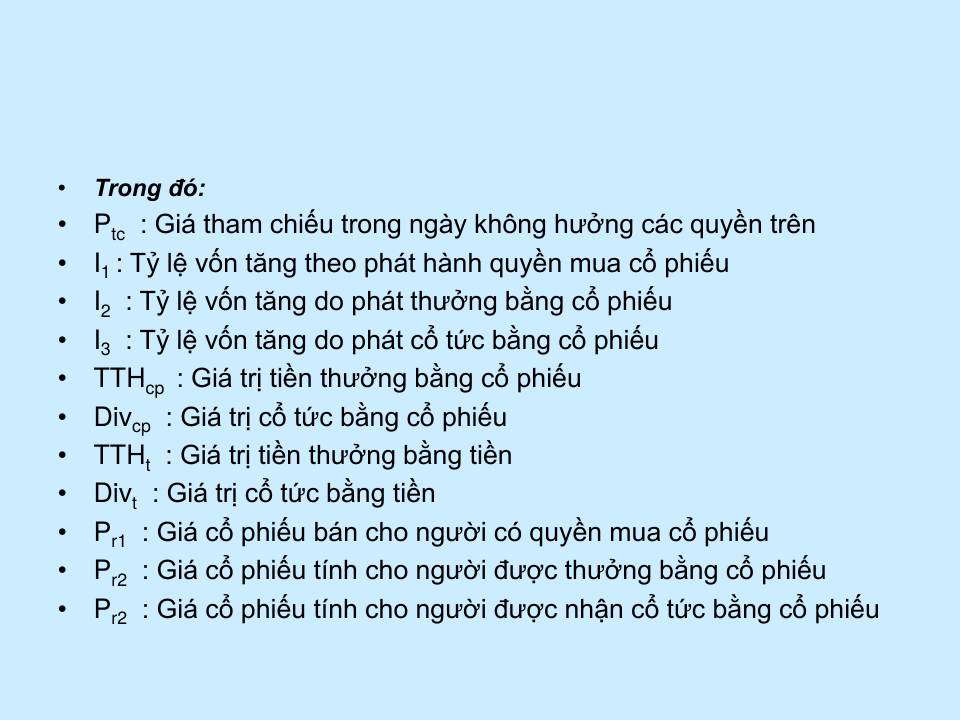 • Trong đó:
• Ptc : Giá tham chiếu trong ngày không hưởng các quyền trên
• I1 : Tỷ lệ vốn tăng theo phát hành quyền mua cổ phiếu
• I2 : Tỷ lệ vốn tăng do phát thưởng bằng cổ phiếu
• I3 : Tỷ lệ vốn tăng do phát cổ tức bằng cổ phiếu
• TTHcp : Giá trị tiền thưởng bằng cổ phiếu
• Divcp : Giá trị cổ tức bằng cổ phiếu
• TTHt : Giá trị tiền thưởng bằng tiền
• Divt : Giá trị cổ tức bằng tiền
• Pr1 : Giá cổ phiếu bán cho người có quyền mua cổ phiếu
• Pr2 : Giá cổ phiếu tính cho người được thưởng bằng cổ phiếu
• Pr2 : Giá cổ phiếu tính cho người được nhận cổ tức bằng cổ phiếu